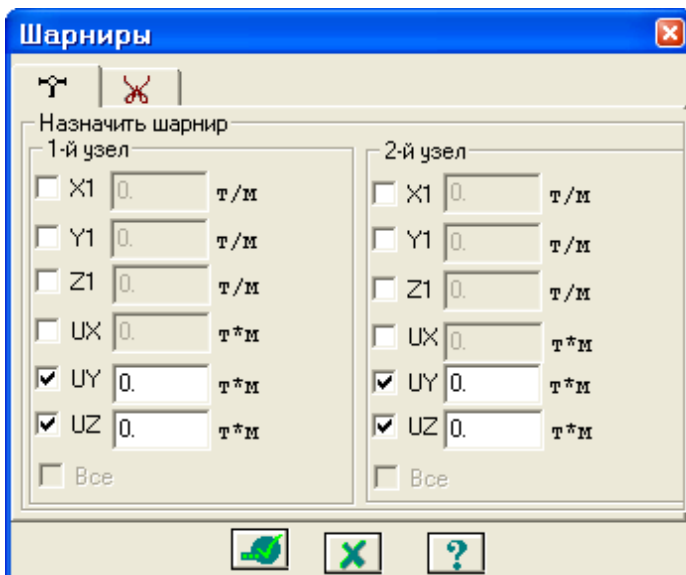 Шарниры
Назначить шарнир
1-й узел
X1 0. т/м
Y1 0. т/м
Z1 0. т/м
UX 0. т*м
UY 0. т*м
UZ 0. т*м
Все
2-й узел
X1 0. т/м
Y1 0. т/м
Z1 0. т/м
UX 0. т*м
UY 0. т*м
UZ 0. т*м
Все
?